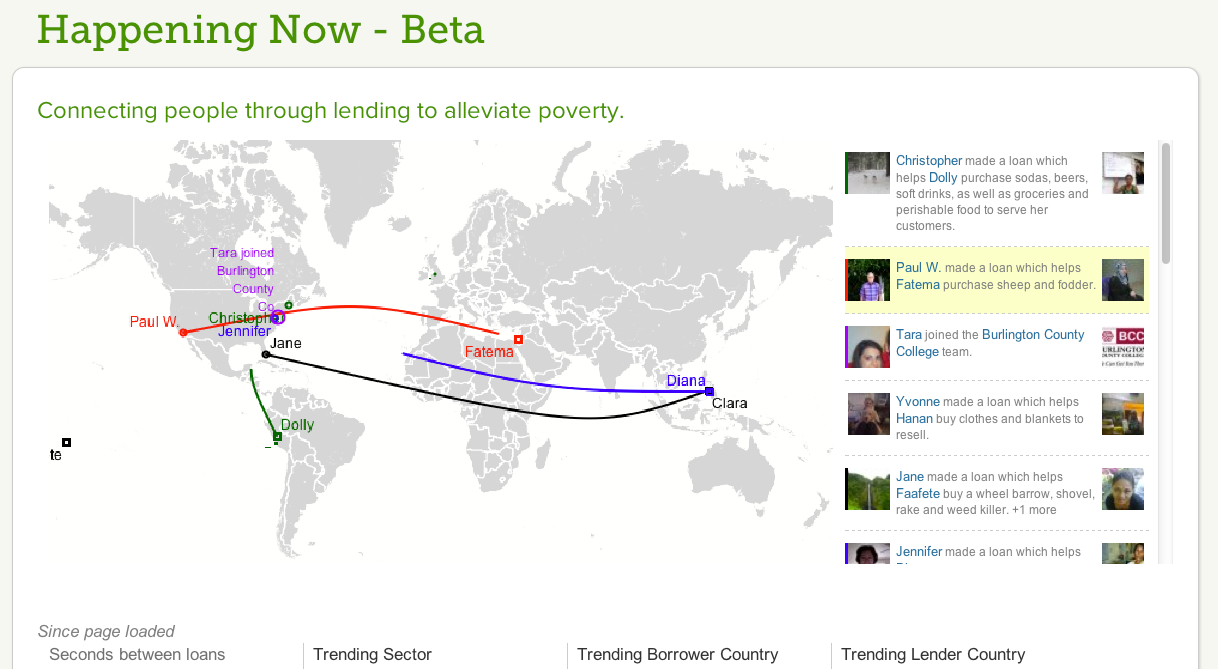 Happening Now - Beta
Connecting people through lending to alleviate poverty.
Tara joined
Burlington
County
Co
Paul W.
Christoph
Jennifer
Jane
Fatema
Diana
Clara
Dolly
te
Christopher made a loan which
helps Dolly purchase sodas, beers,
soft drinks, as well as groceries and
perishable food to serve her
customers.
Paul W. made a loan which helps
Fatema purchase sheep and fodder.
Tara joined the Burlington County
College team.
BCC
BURLINGTON
COUNTY COLLEGE
Yvonne made a loan which helps
Hanan buy clothes and blankets to
resell.
Jane made a loan which helps
Faafete buy a wheel barrow, shovel,
rake and weed killer. +1 more
Jennifer made a loan which helps
Since page loaded
Seconds between loans
Trending Sector
Trending Borrower Country
Trending Lender Country